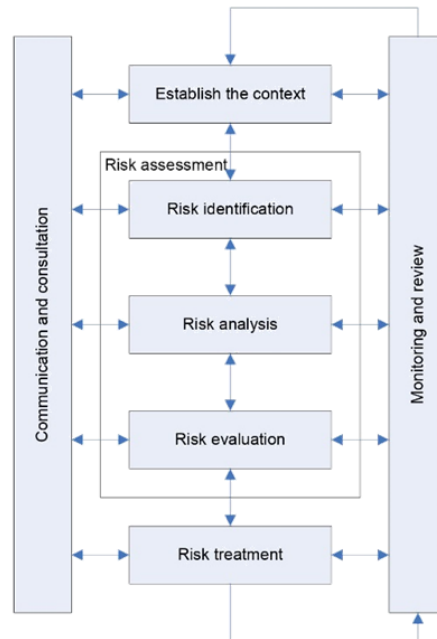 Establish the context
Risk assessment
Risk identification
Risk analysis
Risk evaluation
Risk treatment
Communication and consultation
Monitoring and review